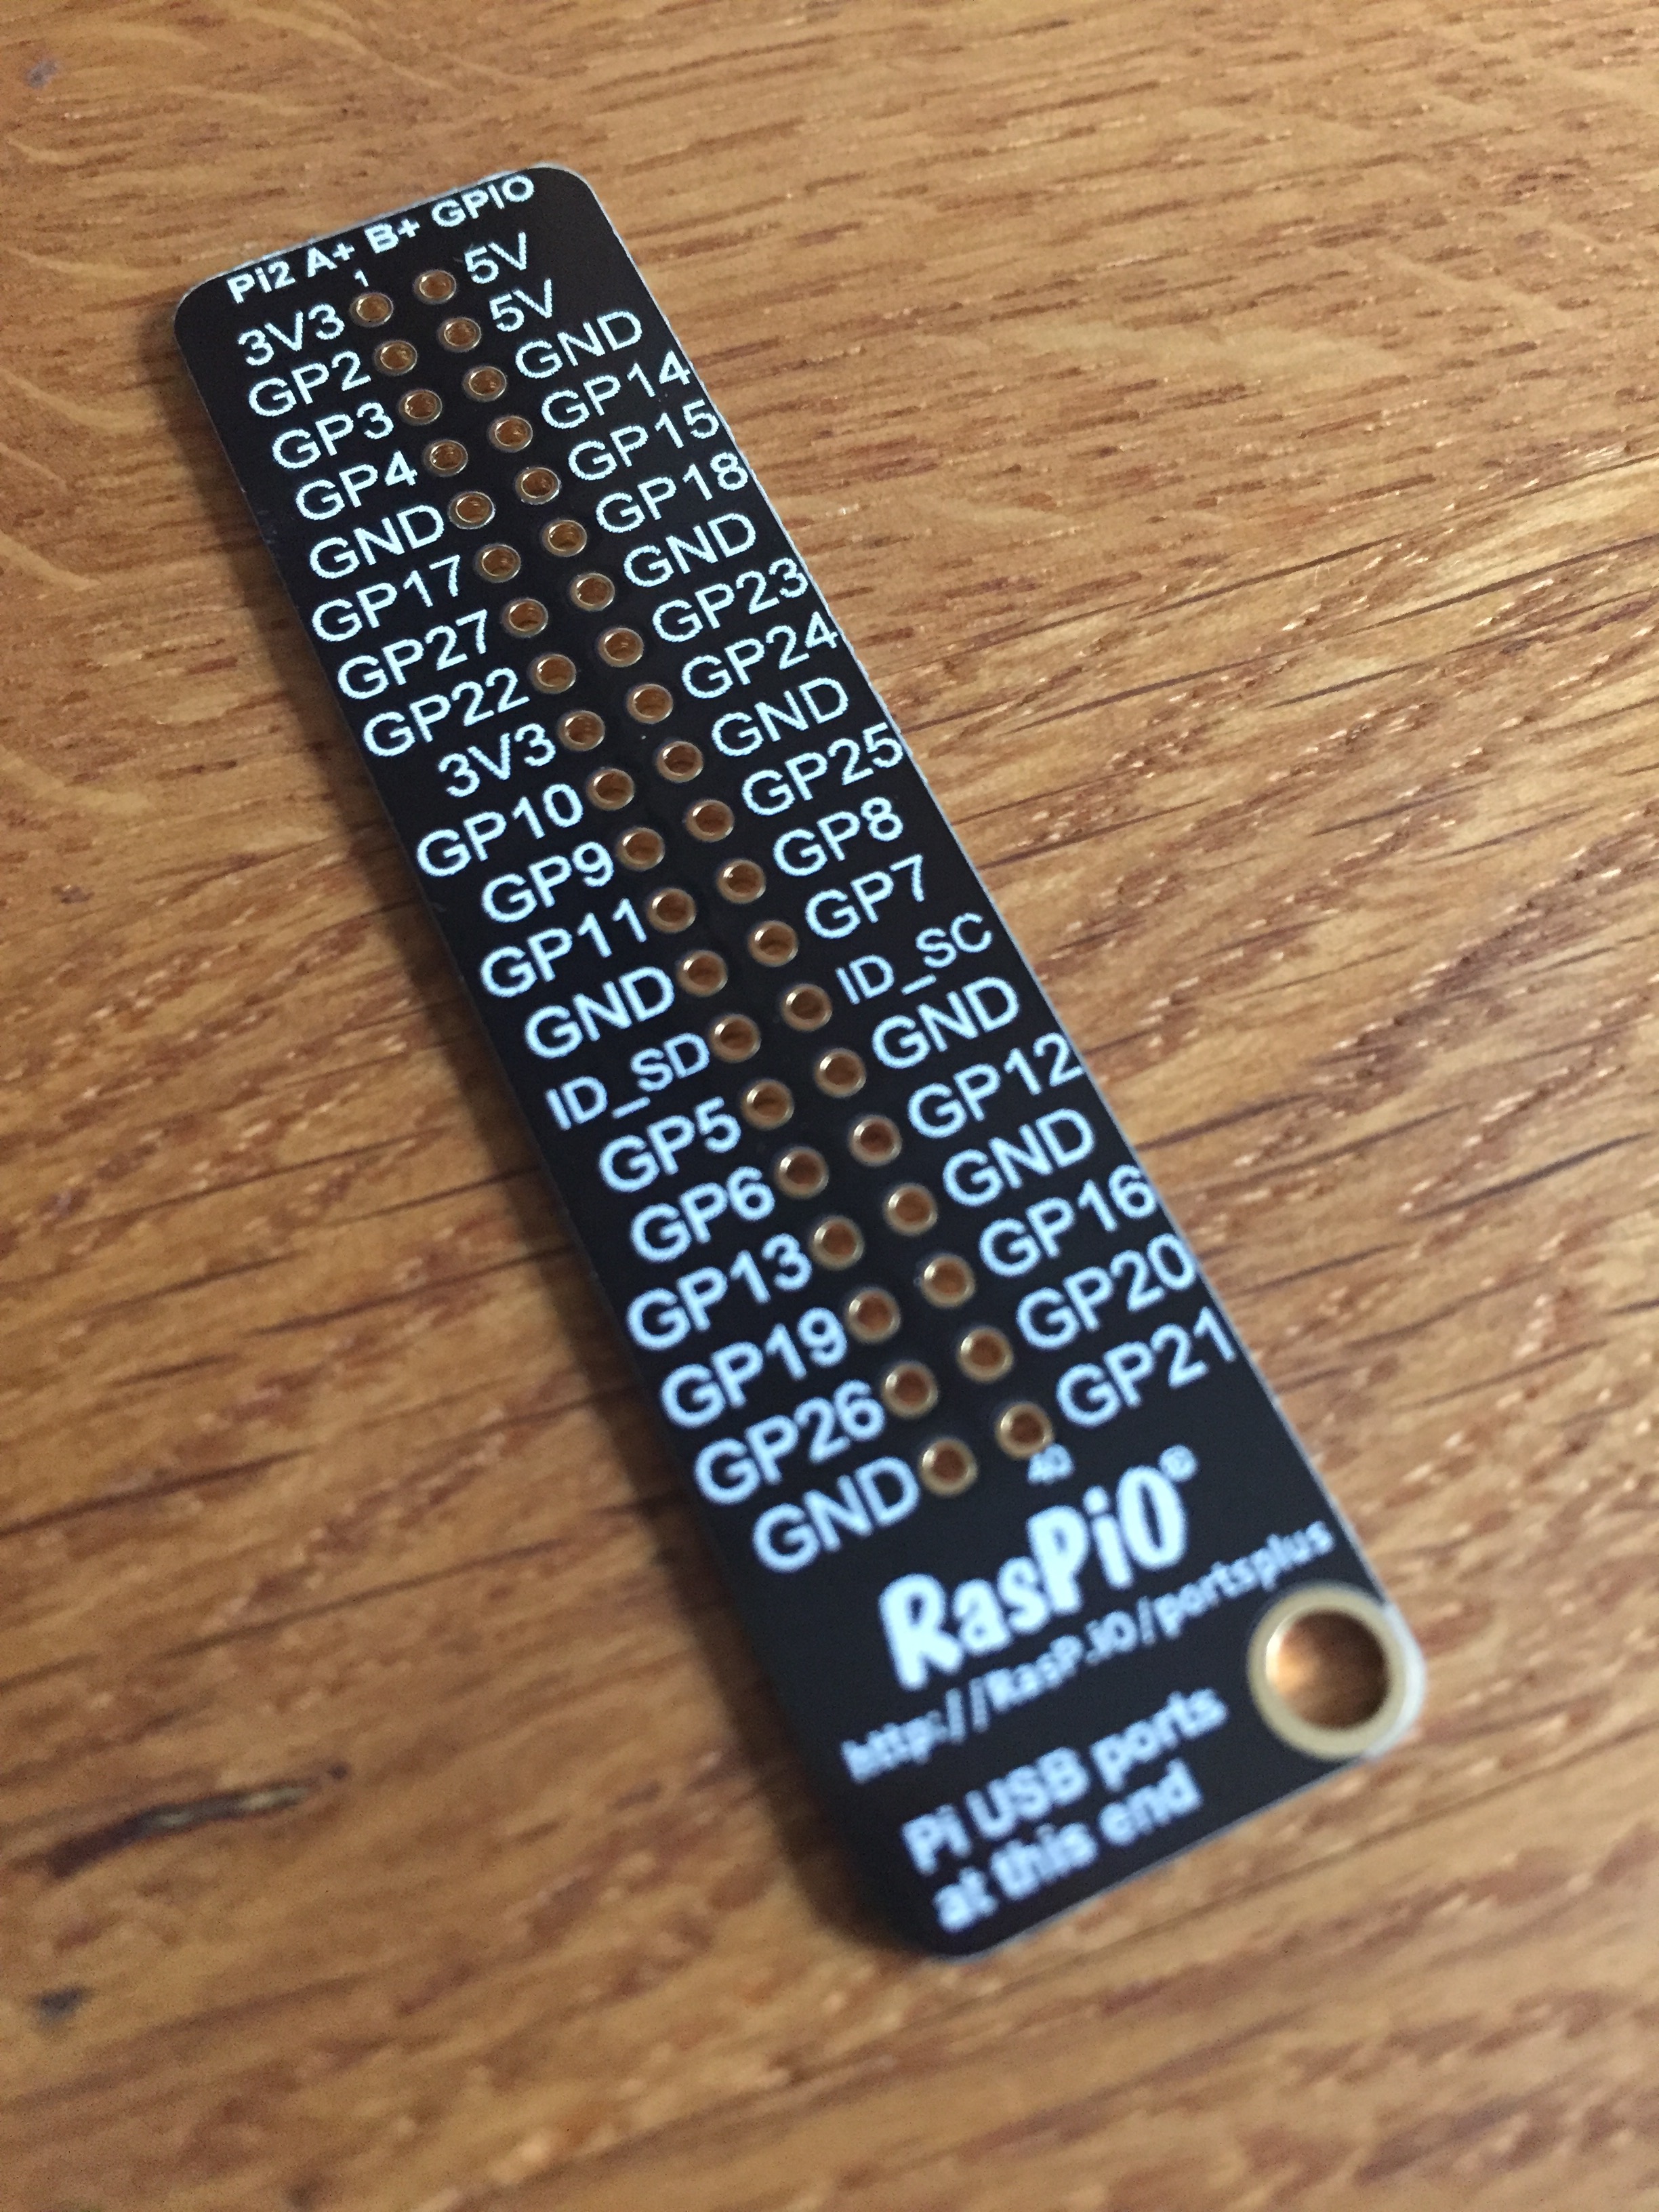 Pi2 A+ B+ GPIO
1
3V3 5V
GP2 5V
GP3 GND
GP4 GP14
GND GP15
GP17 GP18
GP27 GND
GP22 GP23
3V3 GP24
GP10 GND
GP9 GP25
GP11 GP8
GND GP7
ID_SD ID_SC
GP5 GND
GP6 GP12
GP13 GND
GP19 GP16
GP26 GP20
GND GP21
40
RasPiO®
http://RasP.iO/portsplus
Pi USB ports
at this end